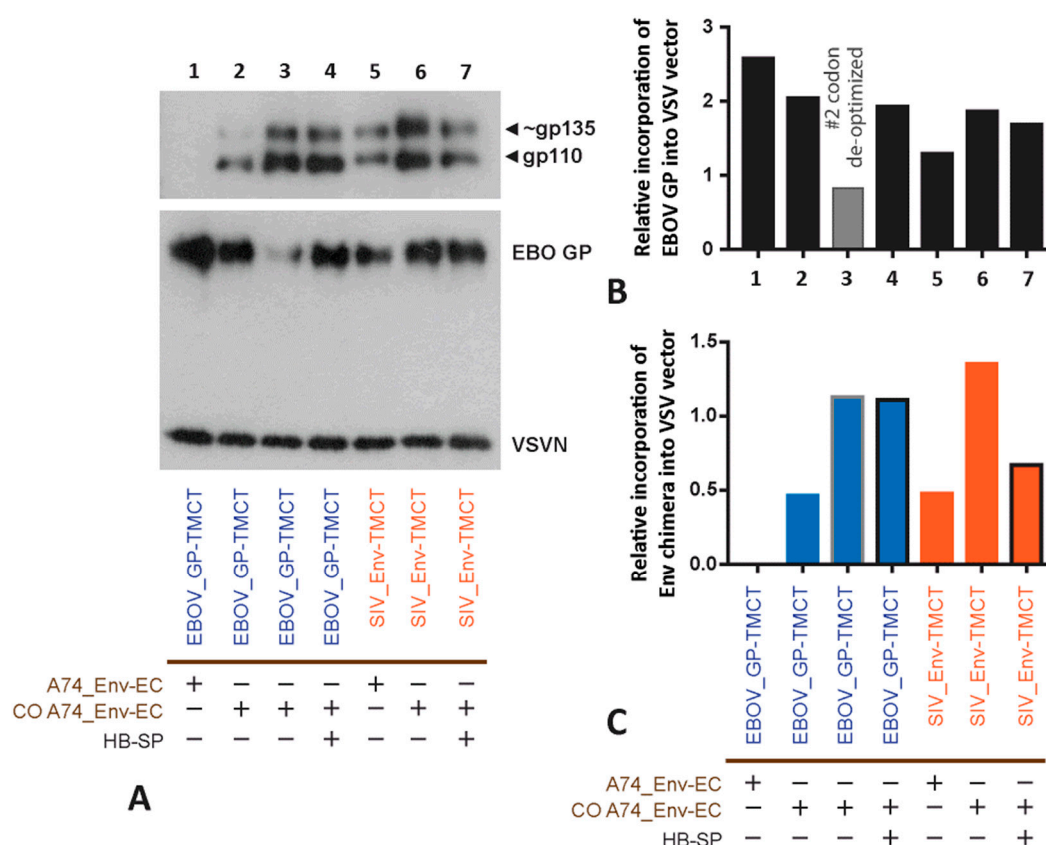 1 2 3 4 5 6 7
~gp135
gp110
EBO GP
VSVN
EBOV_GP-TMCT
EBOV_GP-TMCT
EBOV_GP-TMCT
EBOV_GP-TMCT
SIV_Env-TMCT
SIV_Env-TMCT
SIV_Env-TMCT
A74_Env-EC + – – – + – –
CO A74_Env-EC – + + + – + +
HB-SP – – – + – – +
A
Relative incorporation of
EBOV GP into VSV vector
3
2
1
0
#2 codon
de-optimized
1 2 3 4 5 6 7
B
Relative incorporation of
Env chimera into VSV vector
1.5
1.0
0.5
0.0
EBOV_GP-TMCT
EBOV_GP-TMCT
EBOV_GP-TMCT
EBOV_GP-TMCT
SIV_Env-TMCT
SIV_Env-TMCT
SIV_Env-TMCT
C
A74_Env-EC + – – – + – –
CO A74_Env-EC – + + + – + +
HB-SP – – – + – – +